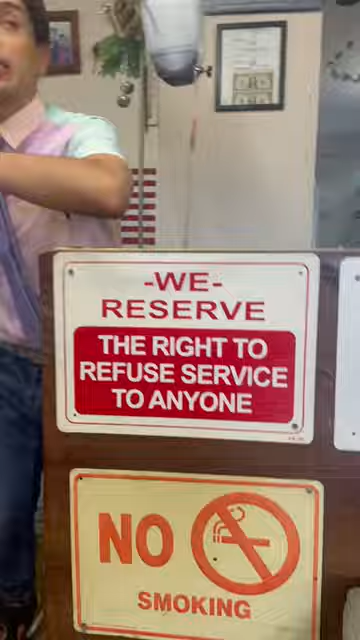 -WE-
RESERVE
THE RIGHT TO
REFUSE SERVICE
TO ANYONE
NO
SMOKING